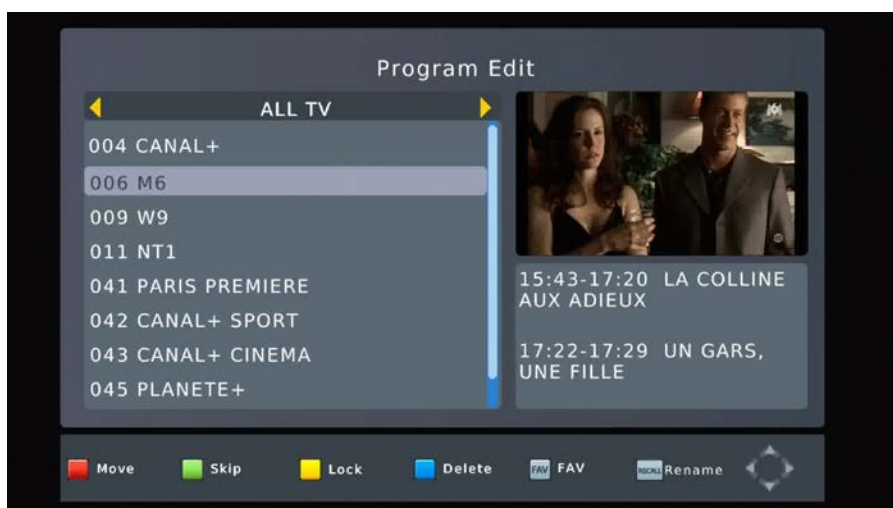 Program Edit
ALL TV
004 CANAL+
006 M6
009 W9
011 NT1
041 PARIS PREMIERE
042 CANAL+ SPORT
043 CANAL+ CINEMA
045 PLANETE+
M6
15:43-17:20 LA COLLINE
AUX ADIEUX
17:22-17:29 UN GARS,
UNE FILLE
Move Skip Lock Delete FAV FAV RECALL Rename